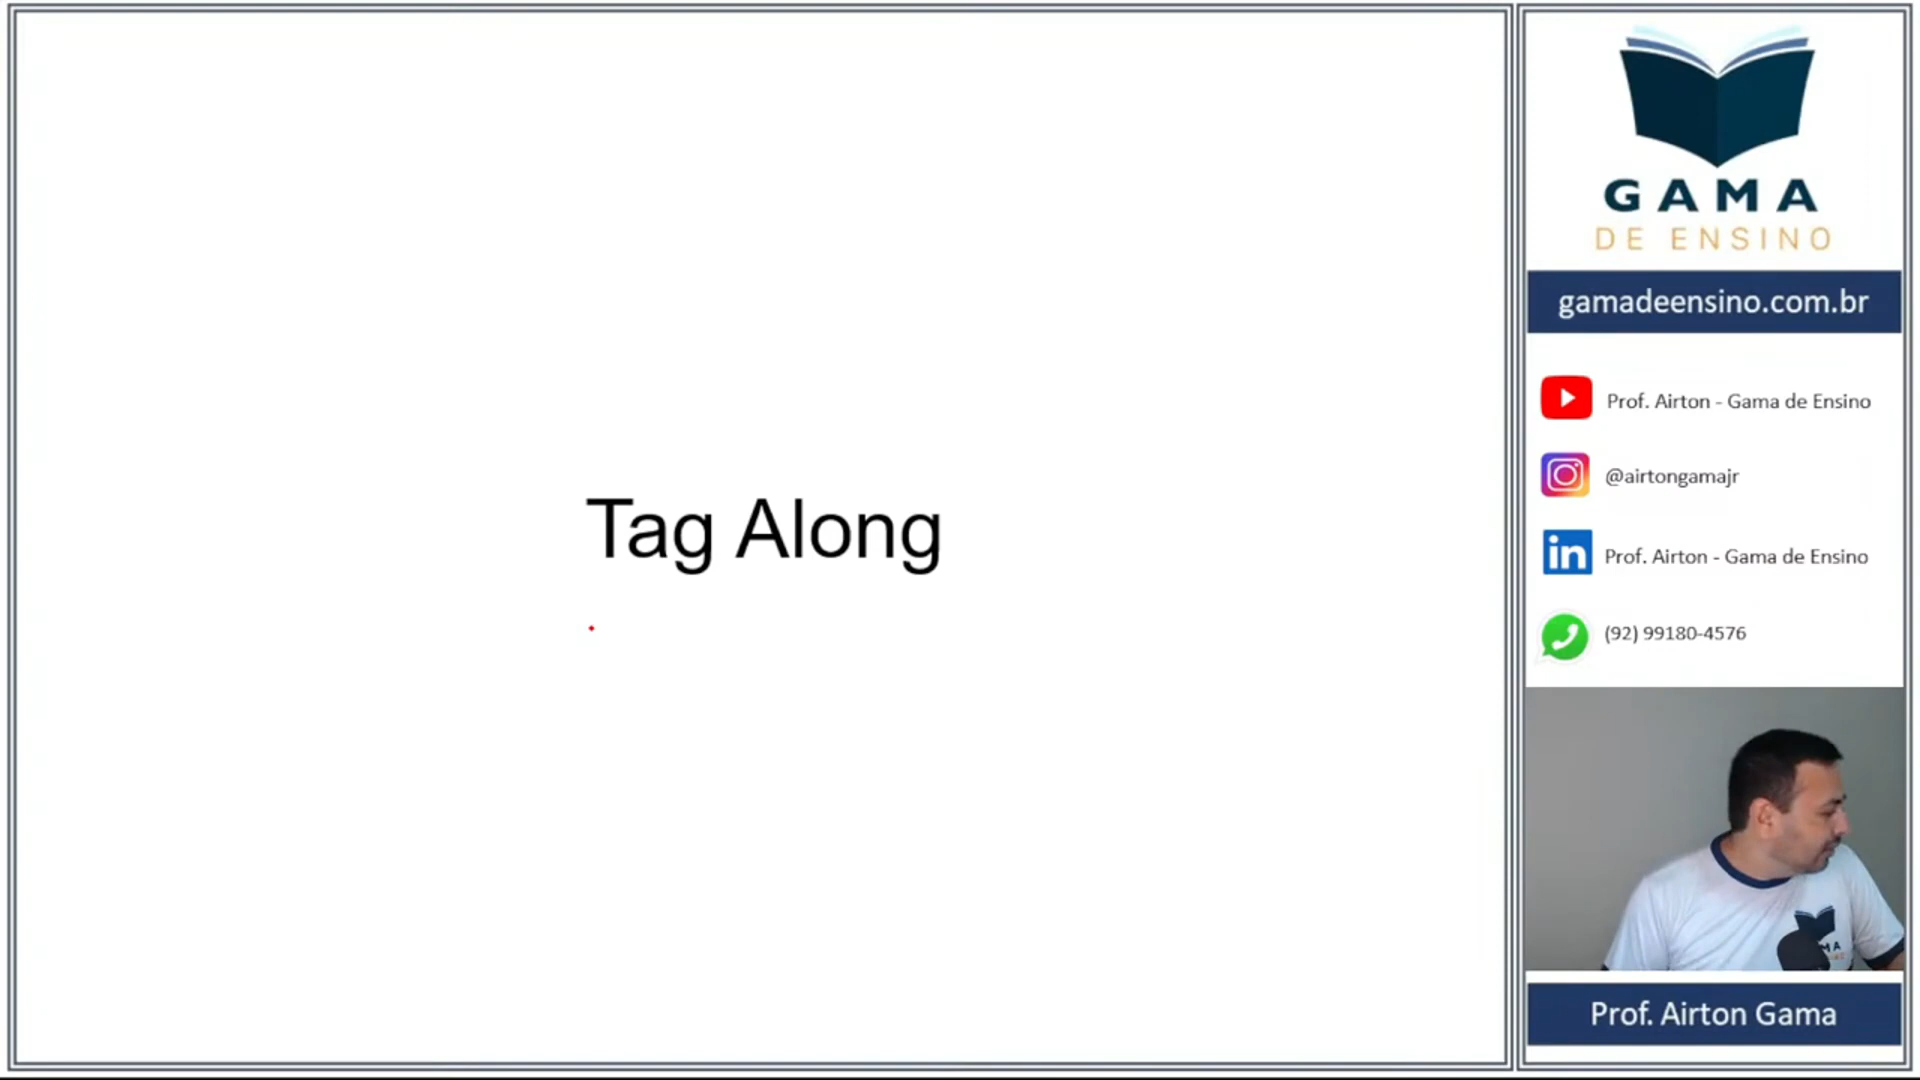 Tag Along
GAMA
DE ENSINO
gamadeensino.com.br
Prof. Airton - Gama de Ensino
@airtongamajr
in
Prof. Airton - Gama de Ensino
(92) 99180-4576
Prof. Airton Gama